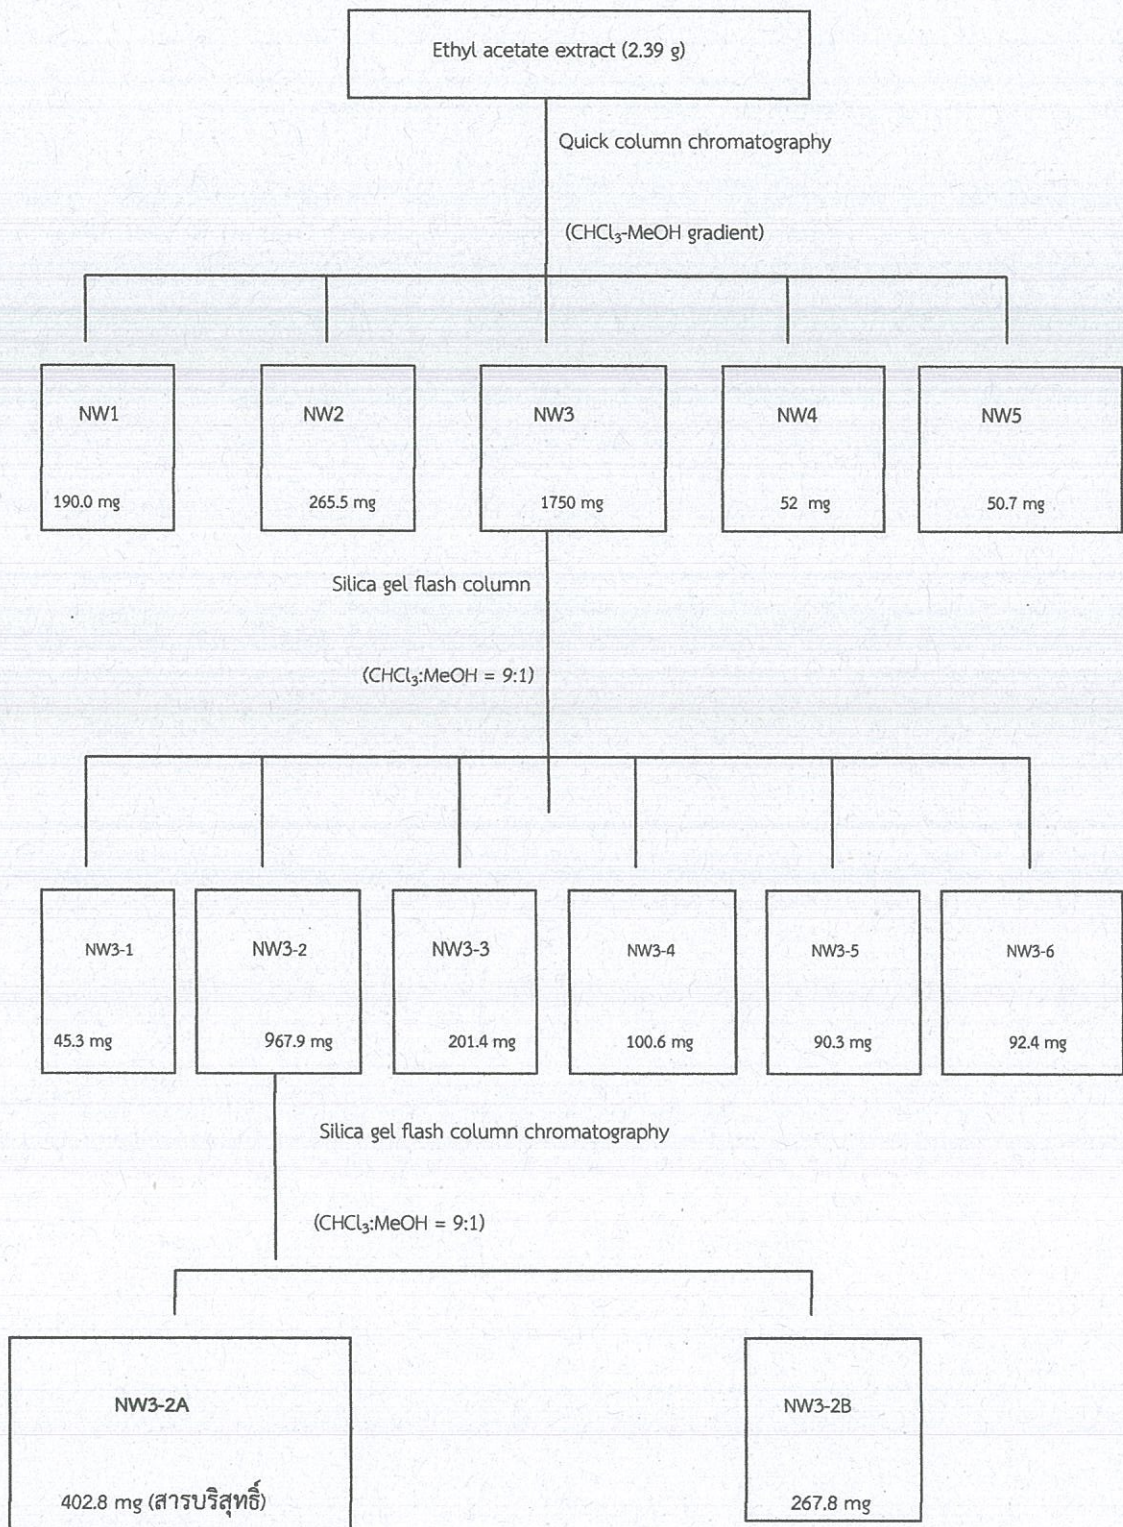 Ethyl acetate extract (2.39 g)
Quick column chromatography
(CHCl₃-MeOH gradient)
NW1
NW2
NW3
NW4
NW5
190.0 mg
265.5 mg
1750 mg
52 mg
50.7 mg
Silica gel flash column
(CHCl₃:MeOH = 9:1)
NW3-1
NW3-2
NW3-3
NW3-4
NW3-5
NW3-6
45.3 mg
967.9 mg
201.4 mg
100.6 mg
90.3 mg
92.4 mg
Silica gel flash column chromatography
(CHCl₃:MeOH = 9:1)
NW3-2A
NW3-2B
402.8 mg (สารบริสุทธิ์)
267.8 mg